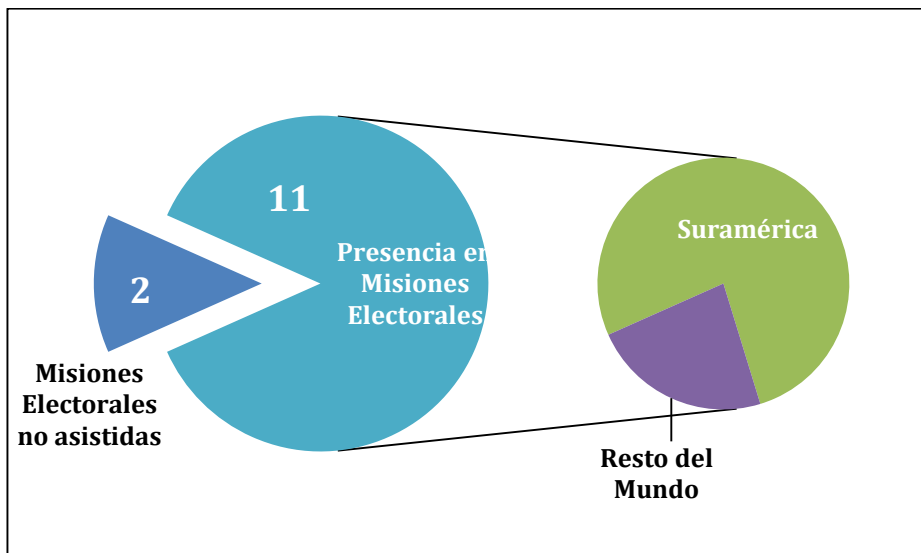 11
Presencia en
Misiones
Electorales
2
Misiones
Electorales
no asistidas
Suramérica
Resto del
Mundo